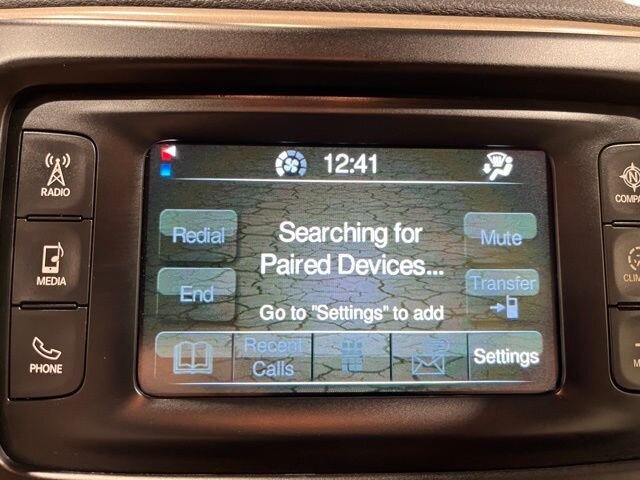 12:41
RADIO
COMPA
Redial
Searching for
Mute
Paired Devices...
MEDIA
CLIM
End
Transfer
Go to "Settings" to add
PHONE
Recent
Calls
Settings
M